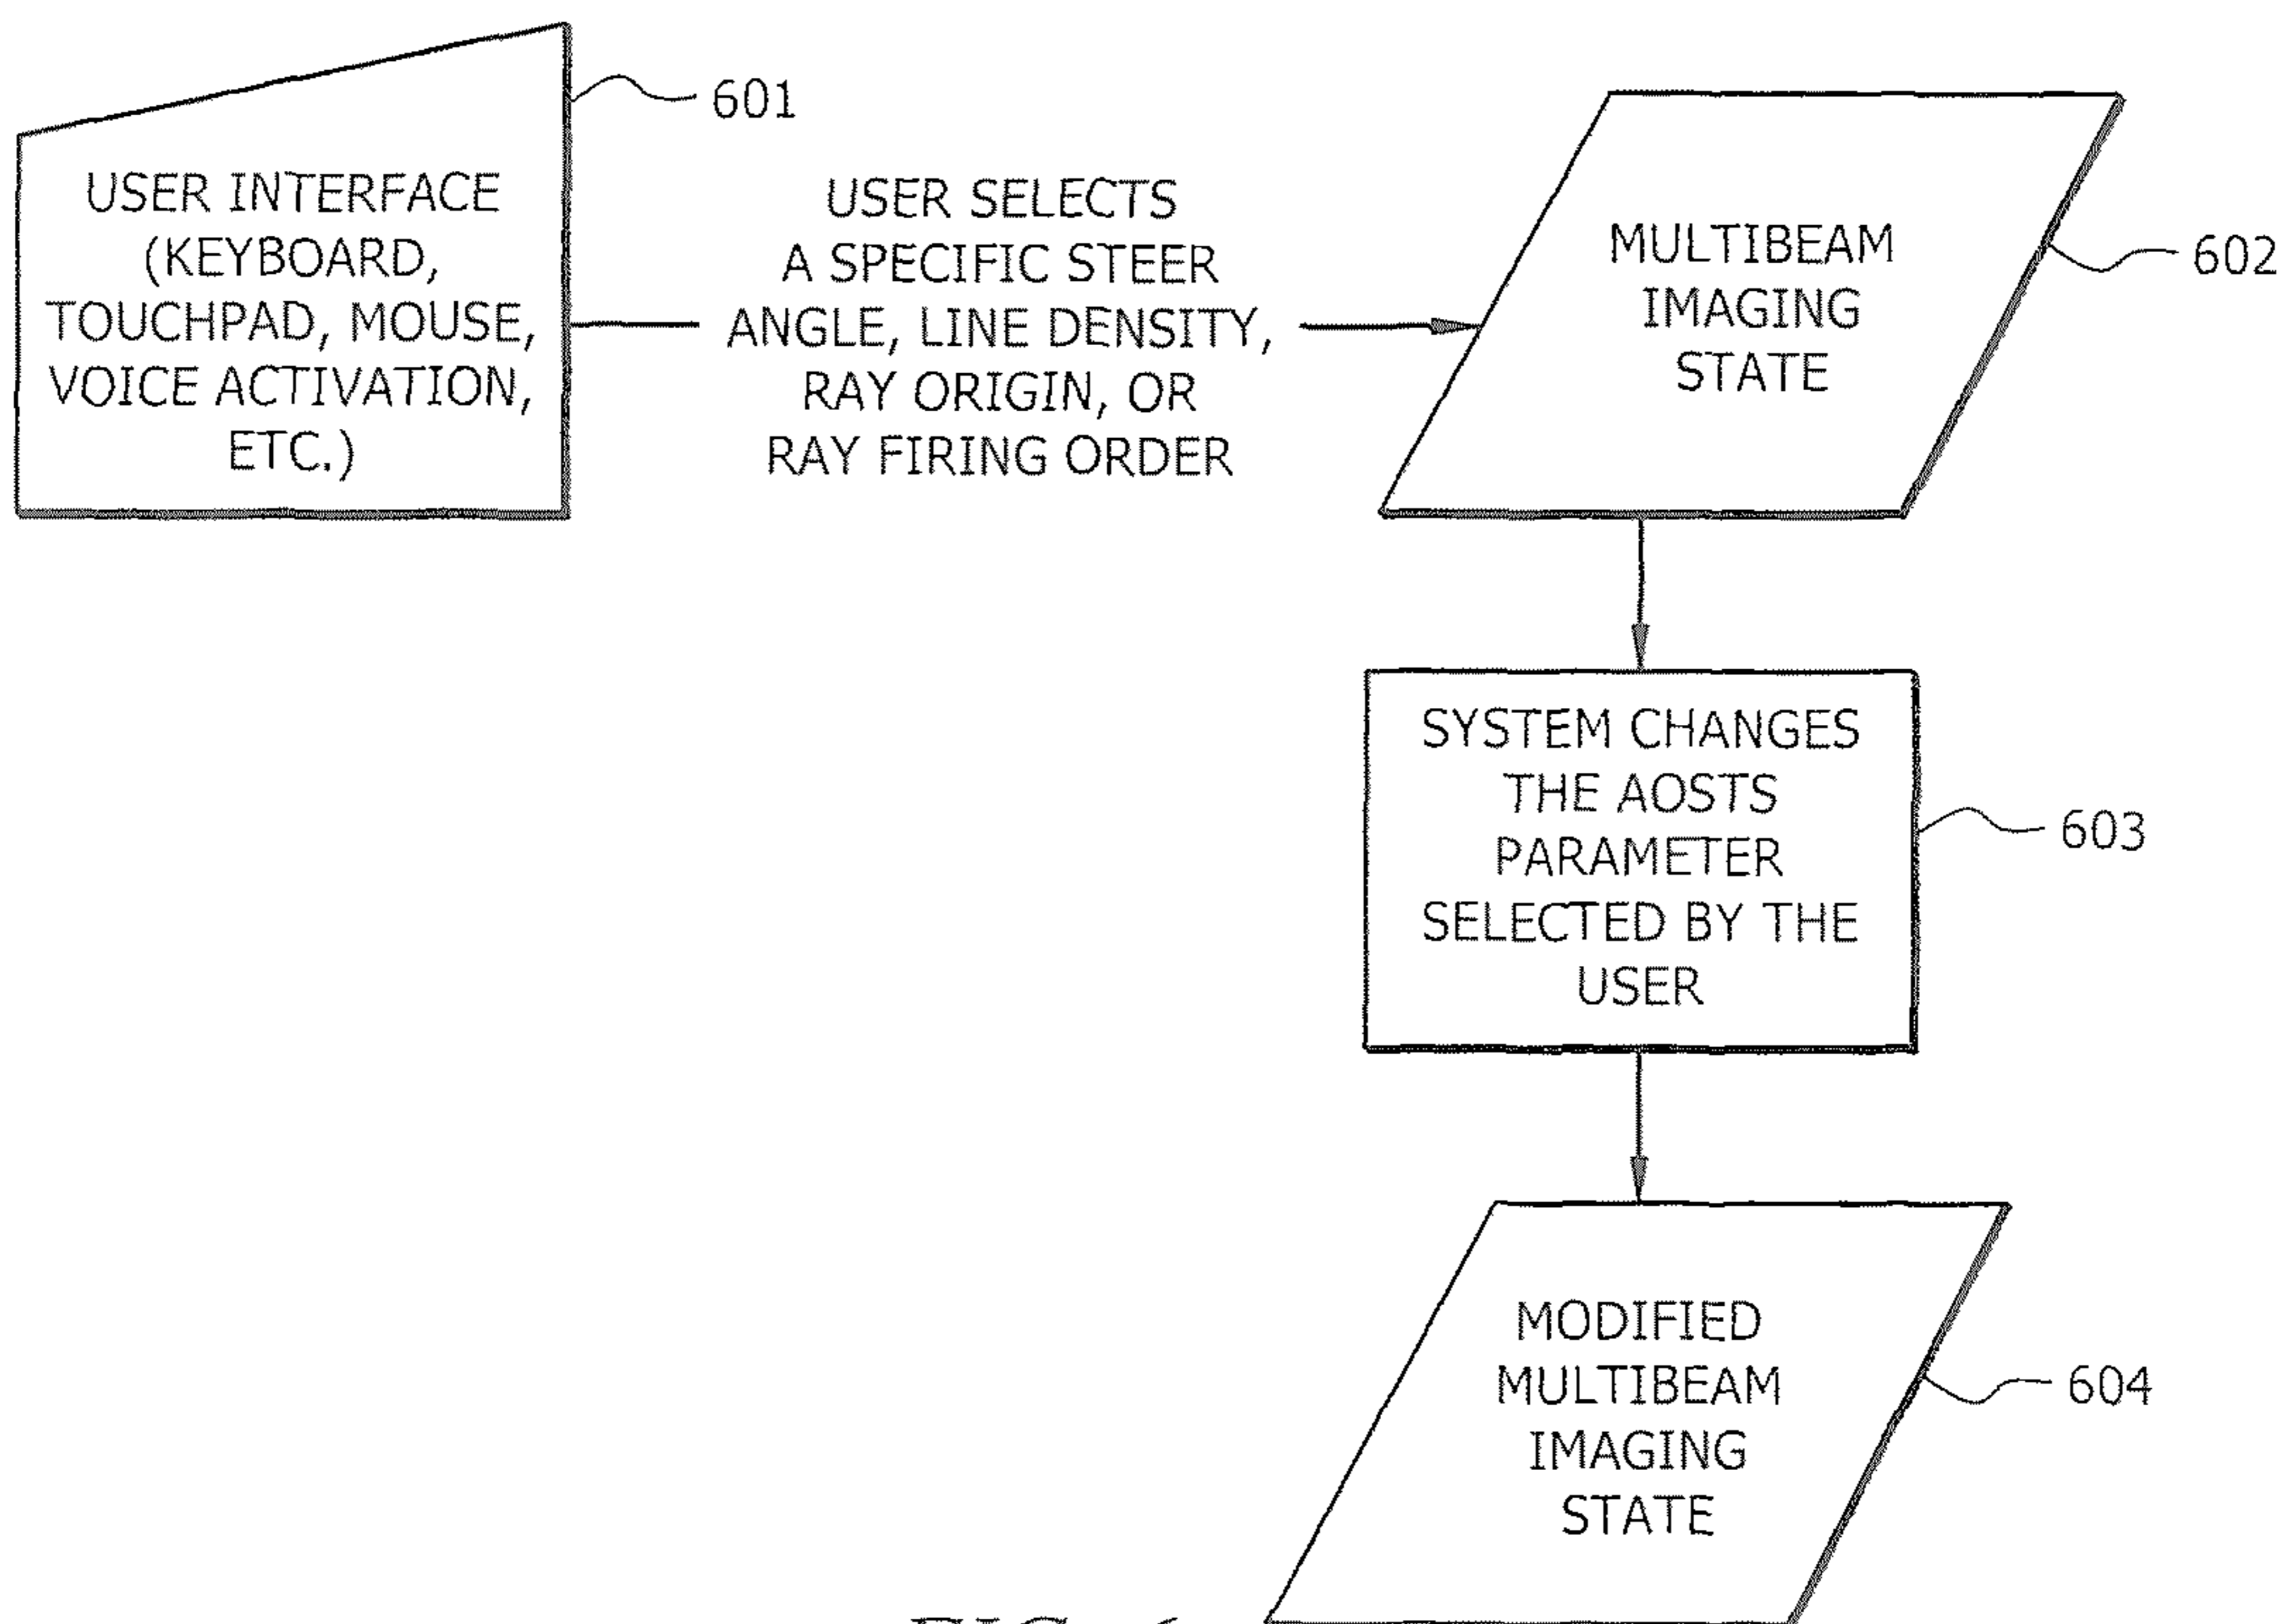 601
USER INTERFACE
(KEYBOARD,
TOUCHPAD, MOUSE,
VOICE ACTIVATION,
ETC.)
USER SELECTS
A SPECIFIC STEER
ANGLE, LINE DENSITY,
RAY ORIGIN, OR
RAY FIRING ORDER
MULTIBEAM
IMAGING
STATE
602
SYSTEM CHANGES
THE AOSTS
PARAMETER
SELECTED BY THE
USER
603
MODIFIED
MULTIBEAM
IMAGING
STATE
604